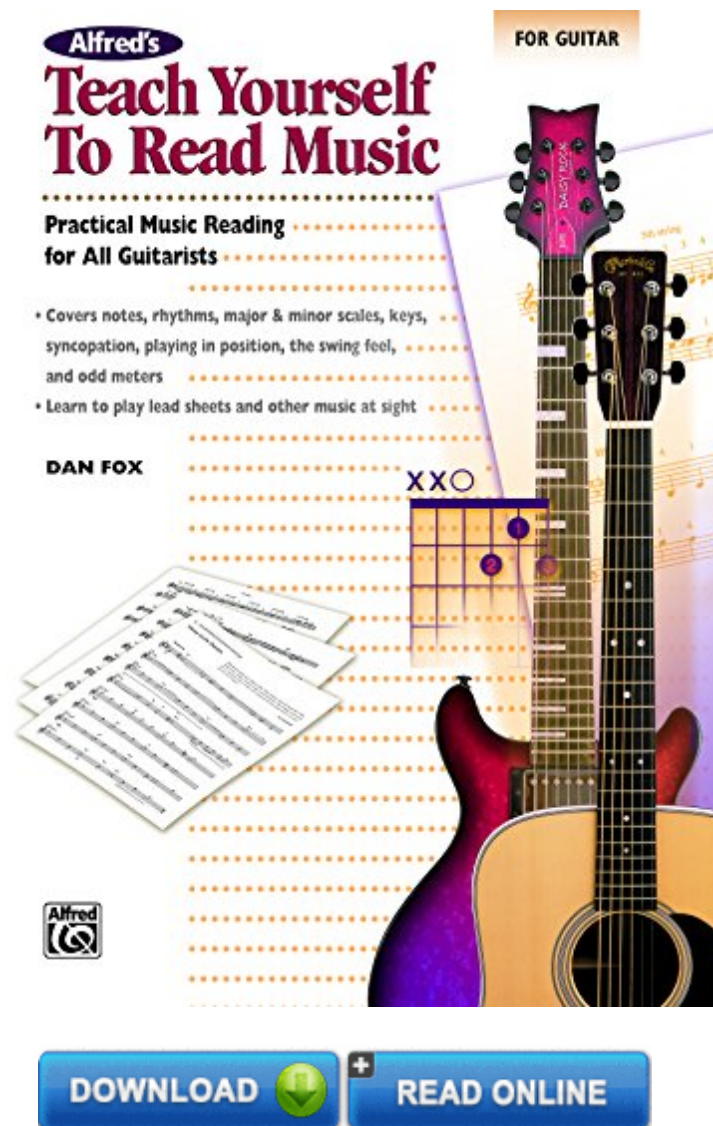 Alfred's
FOR GUITAR
Teach Yourself
To Read Music
Practical Music Reading
for All Guitarists
• Covers notes, rhythms, major & minor scales, keys,
syncopation, playing in position, the swing feel,
and odd meters
• Learn to play lead sheets and other music at sight
DAN FOX
XXO
1
2
3
DAISY ROCK
5th string
Alfred
DOWNLOAD
READ ONLINE